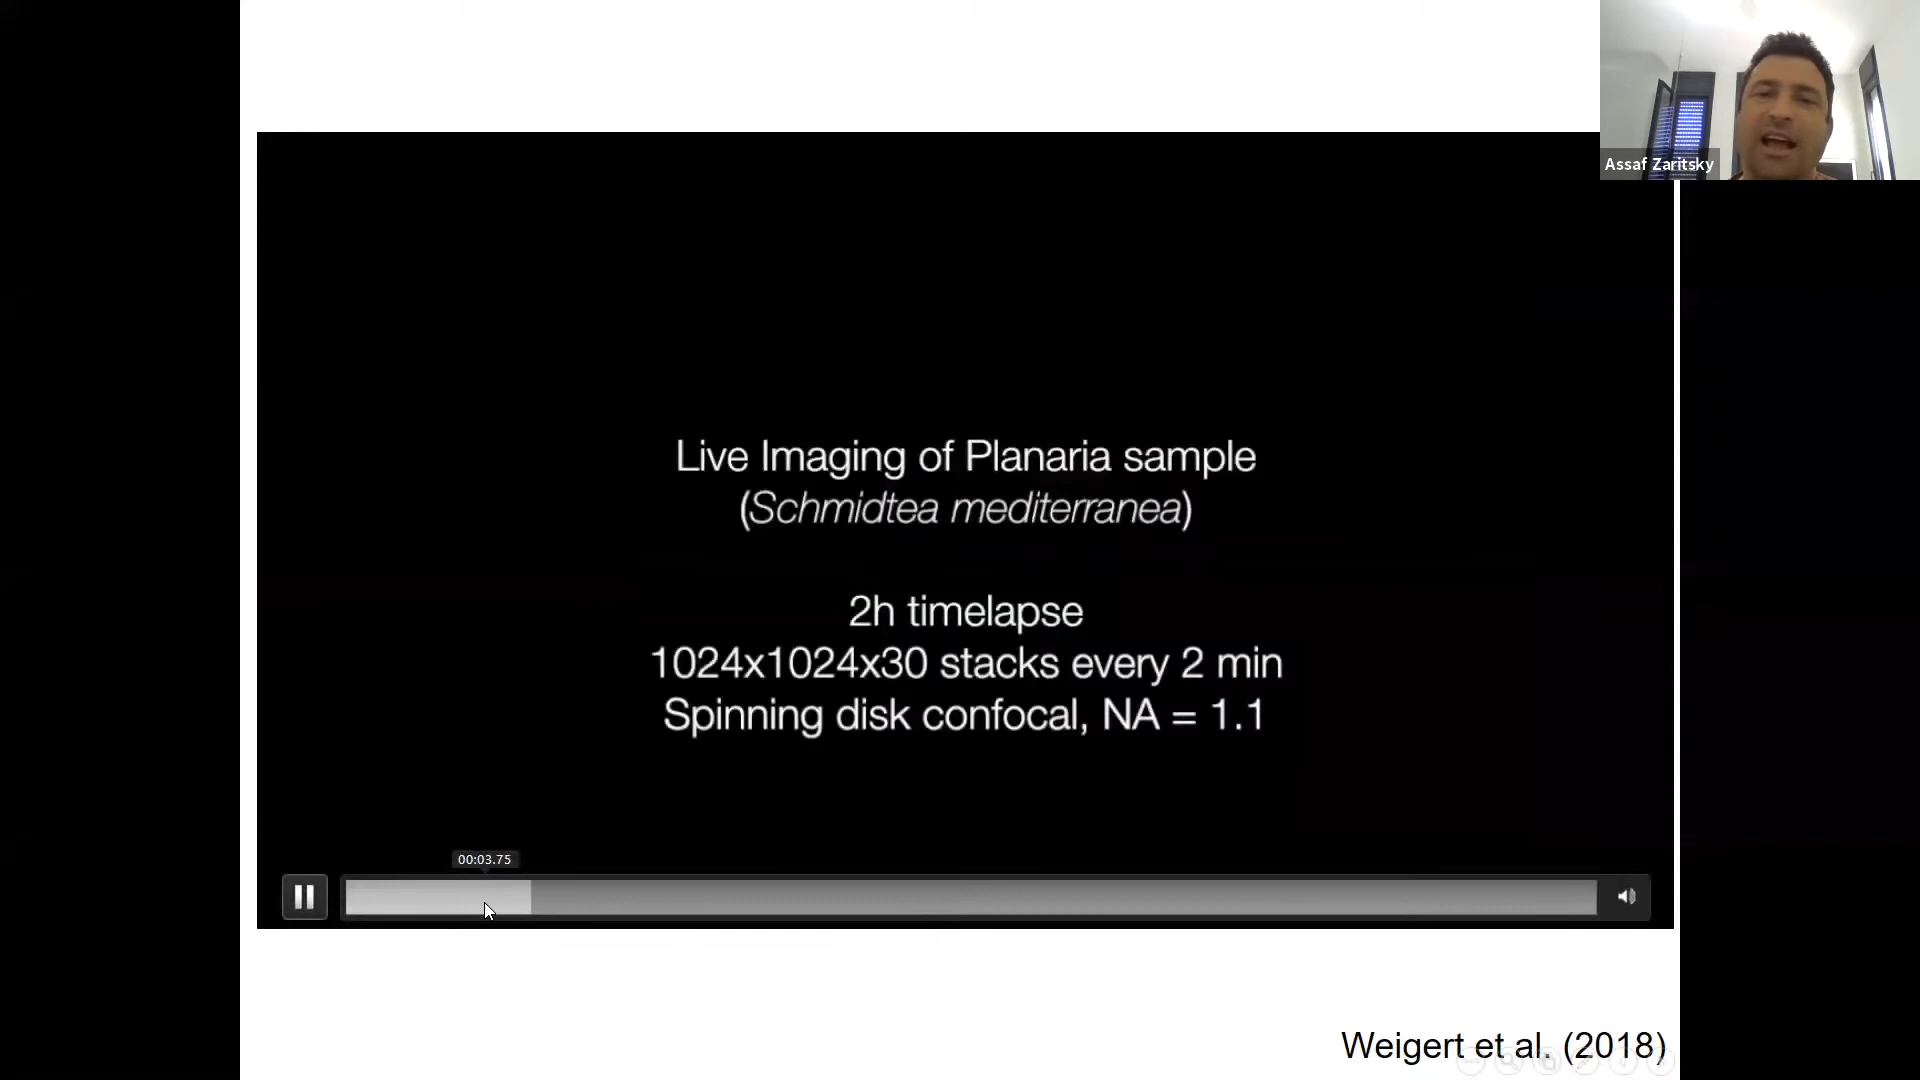 Assaf Zaritsky
Live Imaging of Planaria sample
(Schmidtea mediterranea)
2h timelapse
1024x1024x30 stacks every 2 min
Spinning disk confocal, NA = 1.1
00:03.75
Weigert et al. (2018)